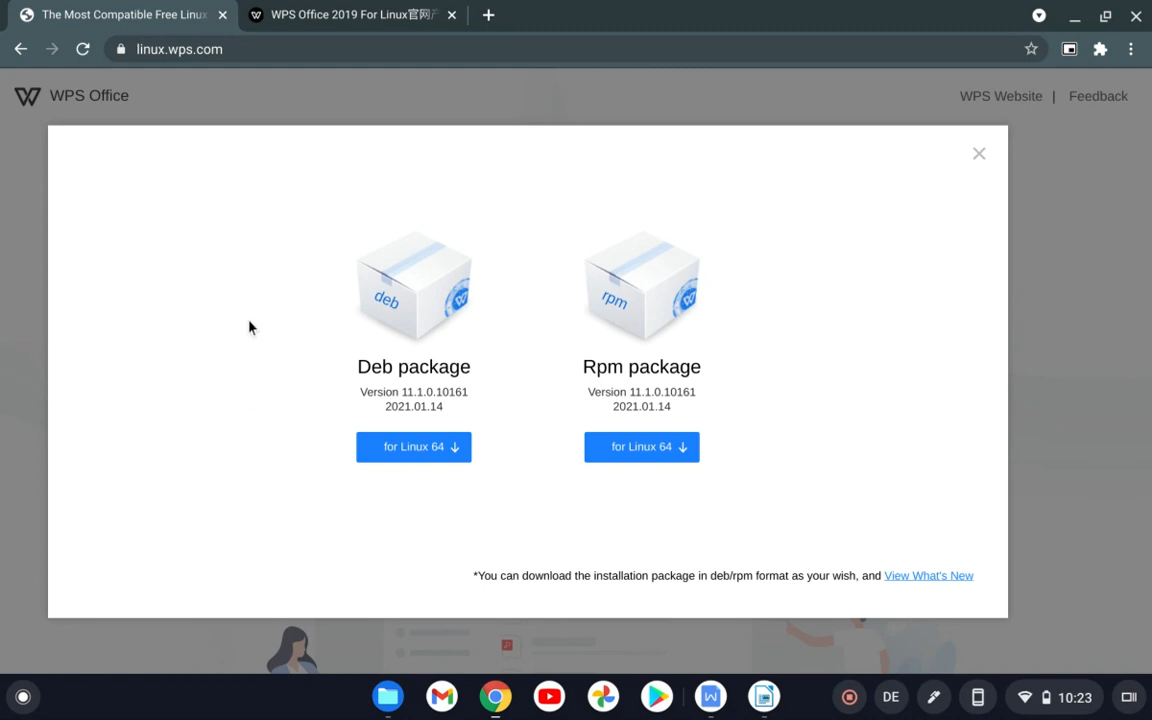 The Most Compatible Free Linux
WPS Office 2019 For Linux官网
linux.wps.com
WPS Office
WPS Website | Feedback
deb
rpm
Deb package
Rpm package
Version 11.1.0.10161
2021.01.14
Version 11.1.0.10161
2021.01.14
for Linux 64
for Linux 64
*You can download the installation package in deb/rpm format as your wish, and View What's New
DE
10:23